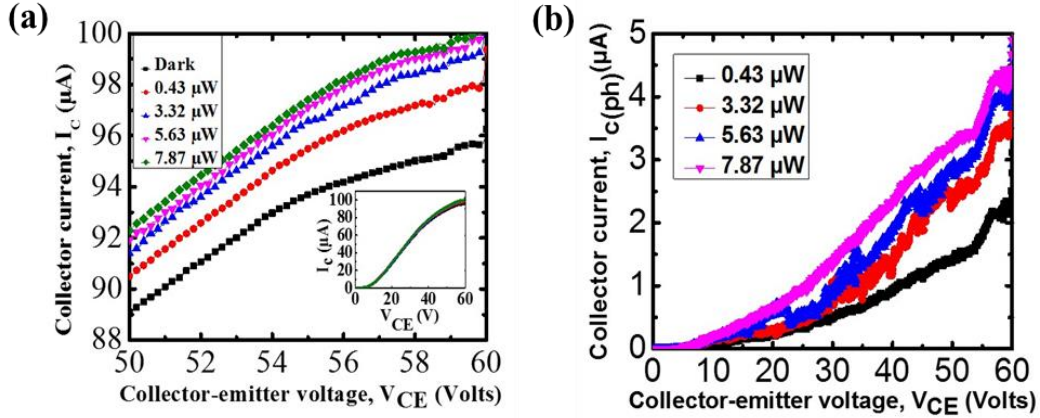 (a)
Collector current, I_C (μA)
100
98
96
94
92
90
88
Dark
0.43 μW
3.32 μW
5.63 μW
7.87 μW
I_C (μA)
100
80
60
40
20
0
0 20 40 60
V_CE (V)
50 52 54 56 58 60
Collector-emitter voltage, V_CE (Volts)
(b)
Collector current, I_C(ph)(μA)
5
4
3
2
1
0
0.43 μW
3.32 μW
5.63 μW
7.87 μW
0 10 20 30 40 50 60
Collector-emitter voltage, V_CE (Volts)